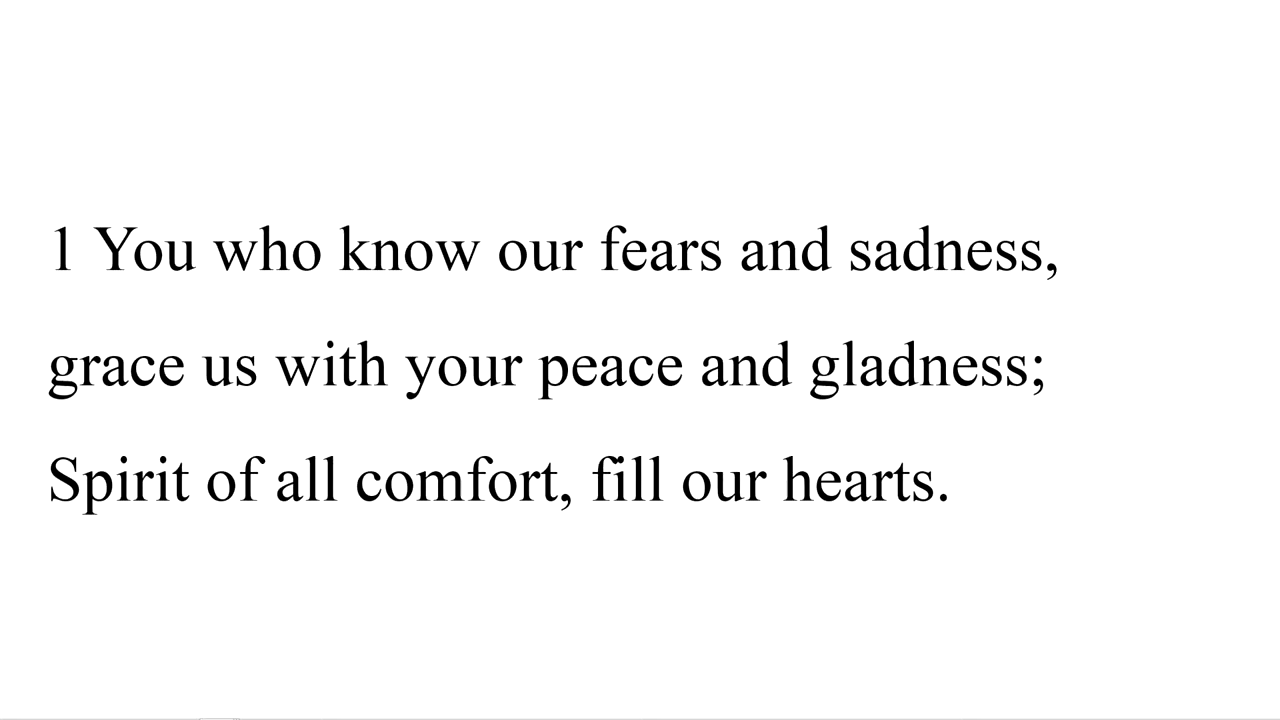 1 You who know our fears and sadness,
grace us with your peace and gladness;
Spirit of all comfort, fill our hearts.